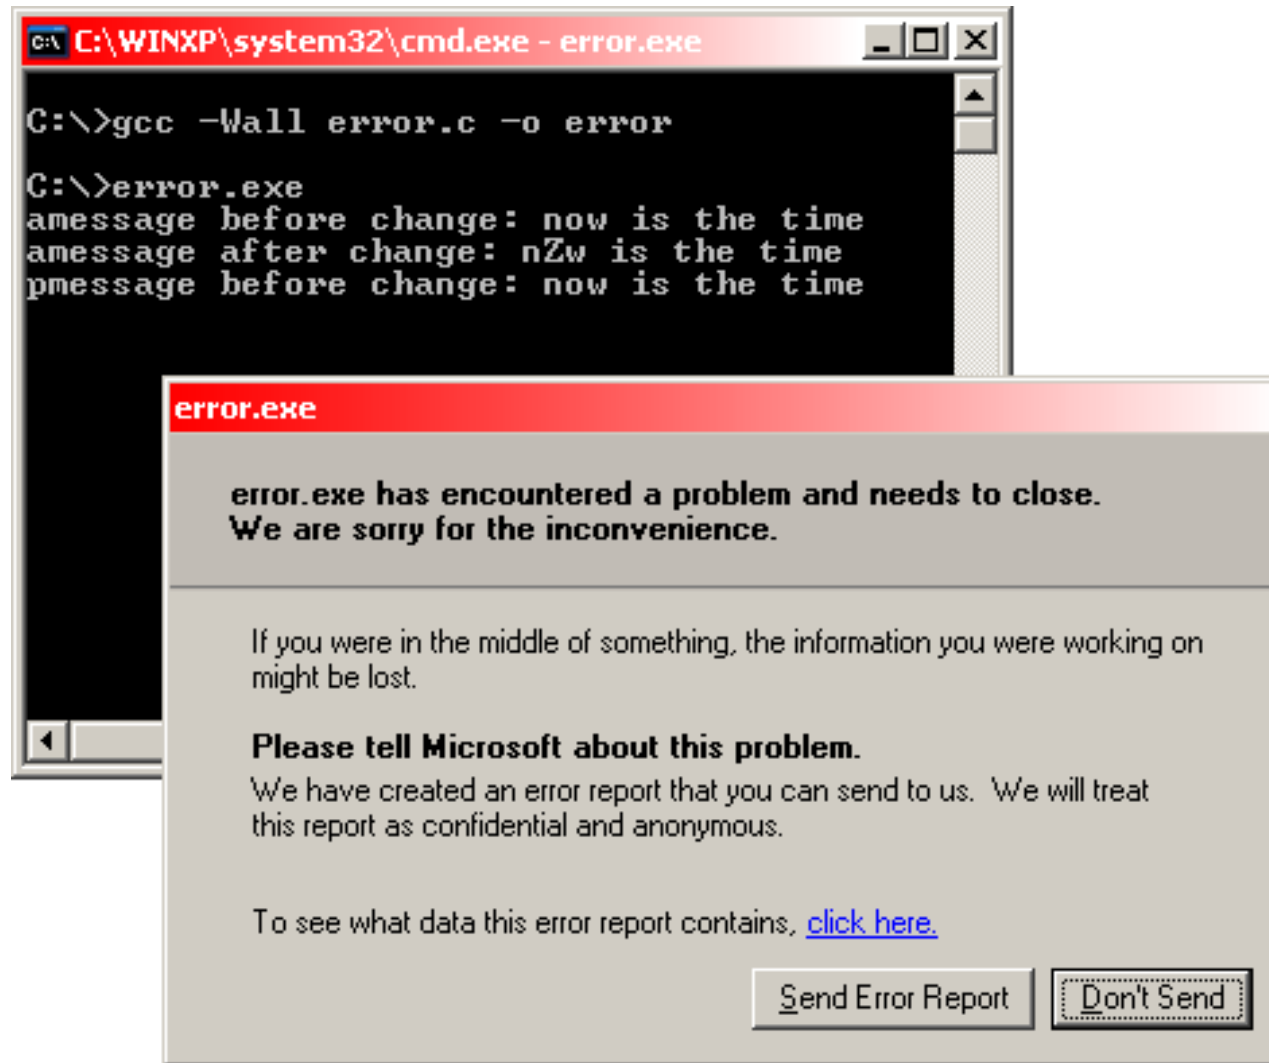 C:\WINXP\system32\cmd.exe - error.exe
C:\>gcc -Wall error.c -o error
C:\>error.exe
amessage before change: now is the time
amessage after change: nZw is the time
pmessage before change: now is the time
error.exe
error.exe has encountered a problem and needs to close.
We are sorry for the inconvenience.
If you were in the middle of something, the information you were working on
might be lost.
Please tell Microsoft about this problem.
We have created an error report that you can send to us.  We will treat
this report as confidential and anonymous.
To see what data this error report contains, click here.
Send Error Report Don't Send